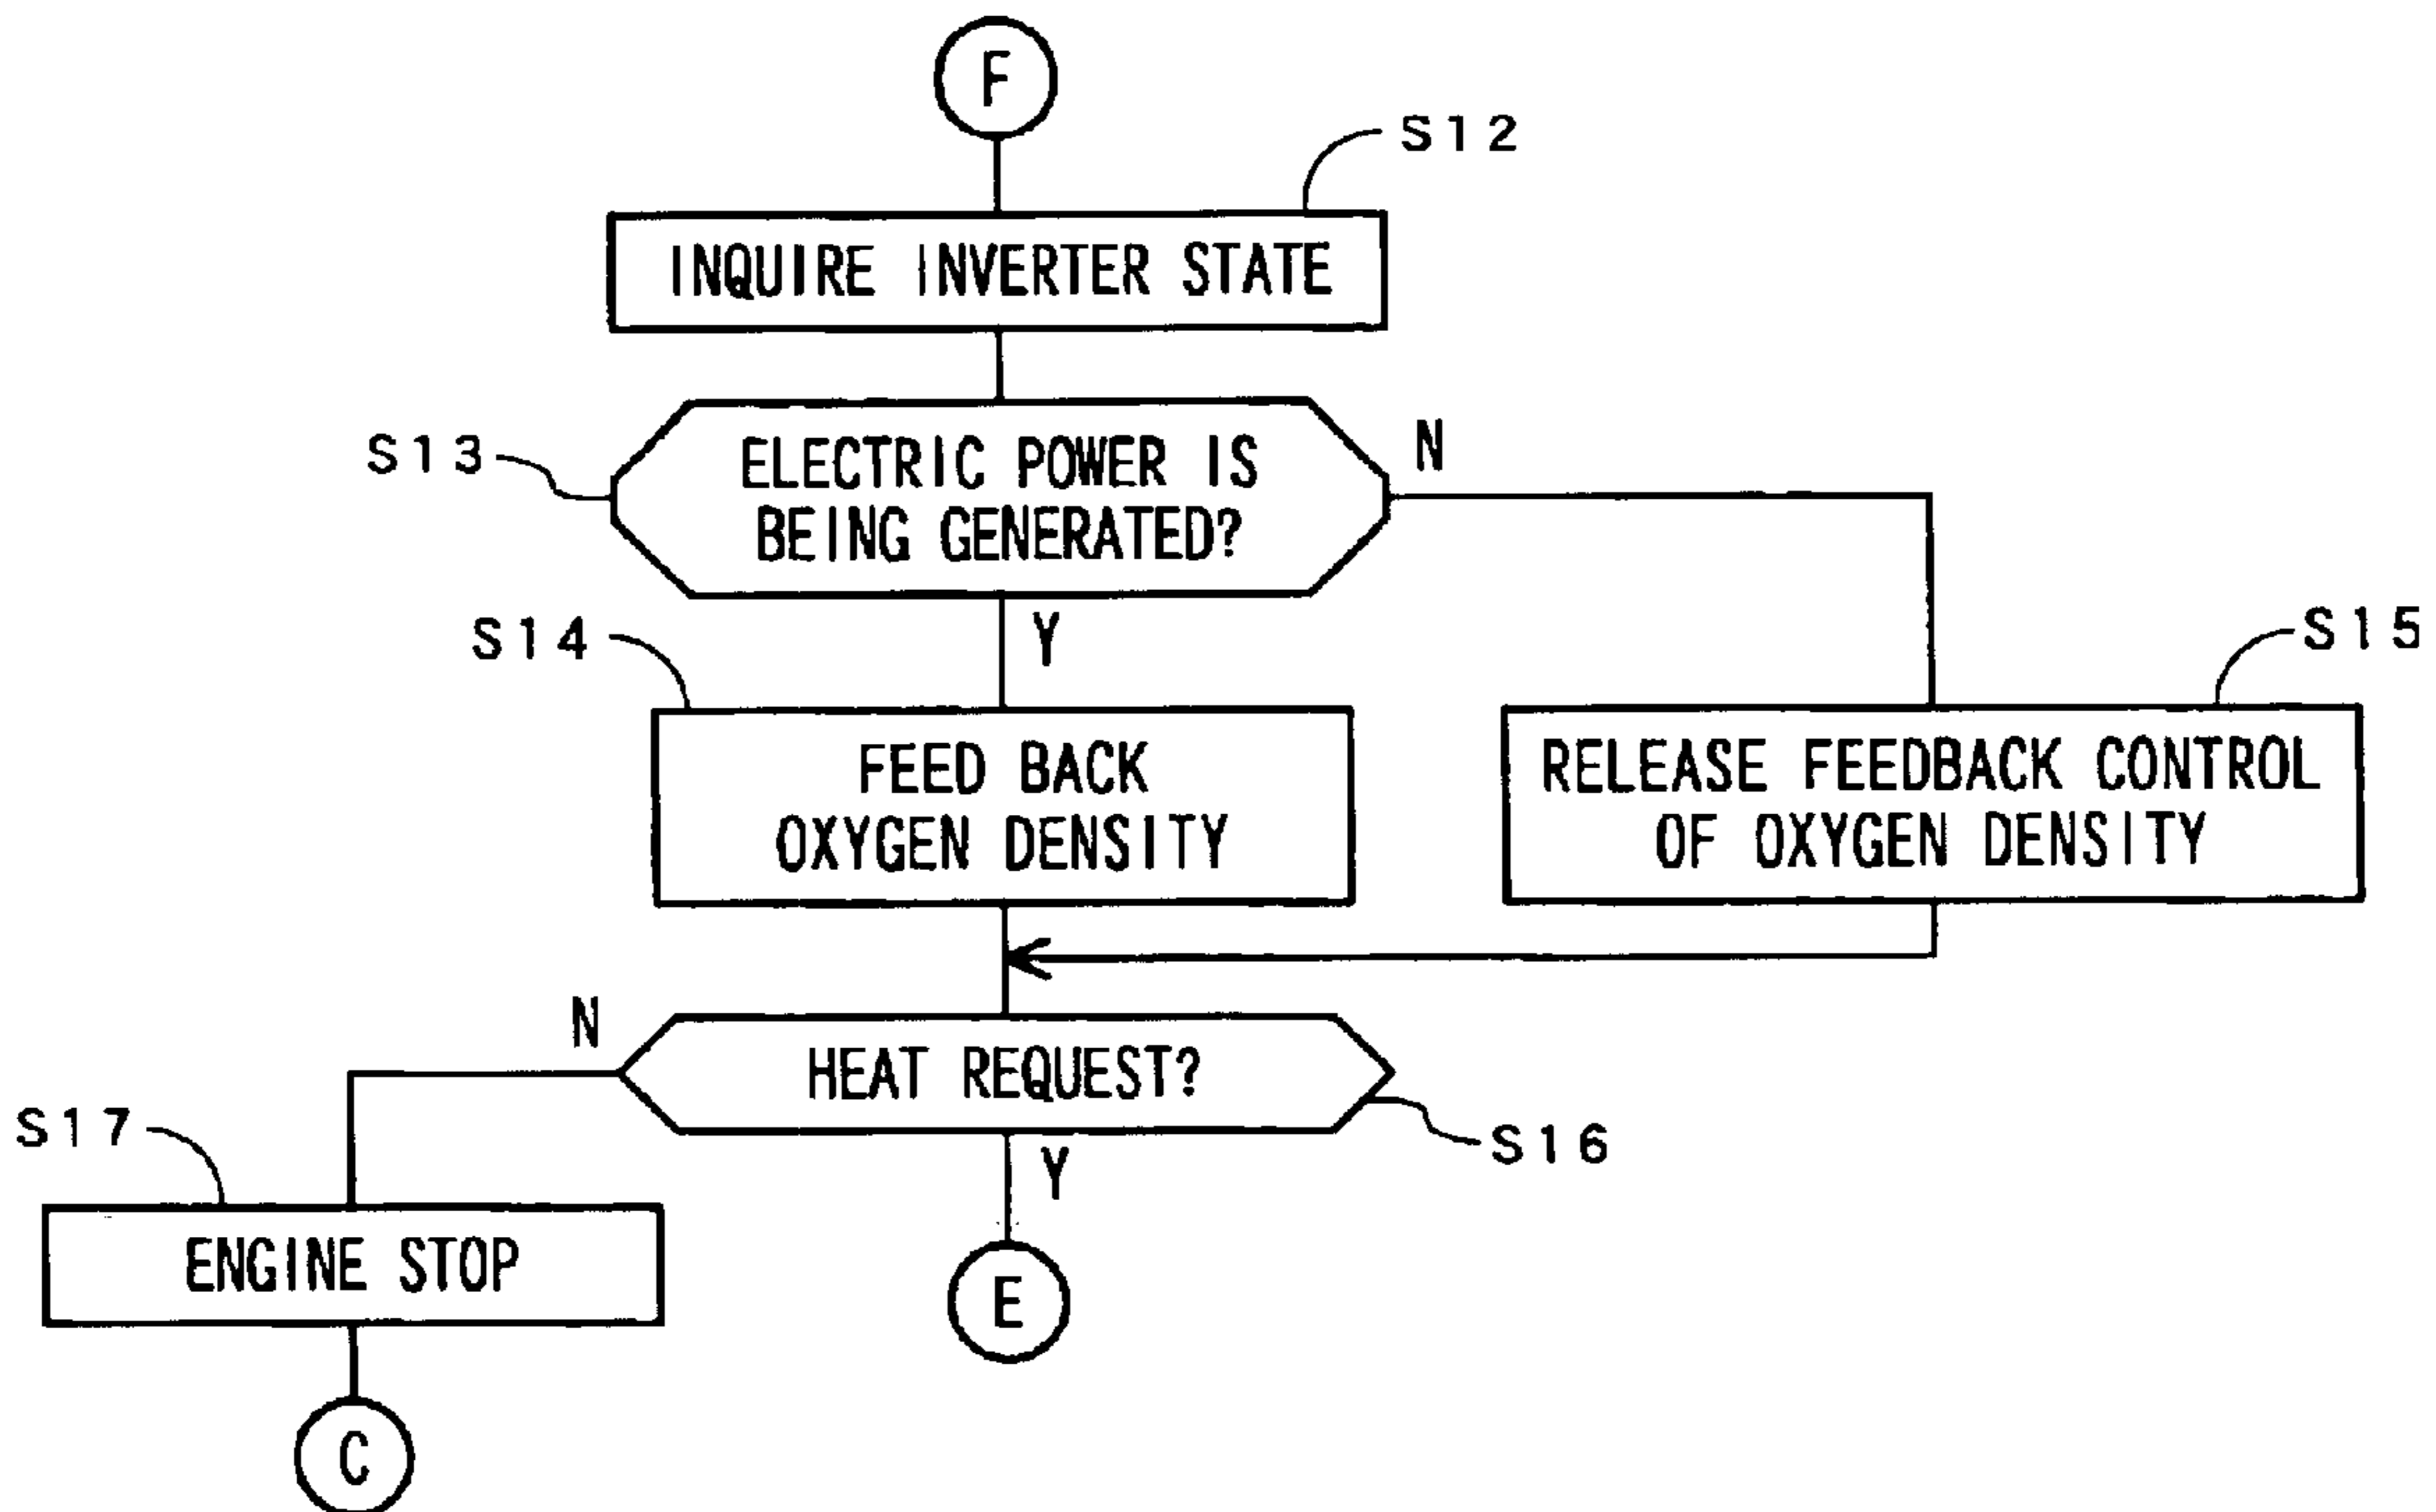 F
S12
INQUIRE INVERTER STATE
S13
ELECTRIC POWER IS
BEING GENERATED?
N
Y
S14
FEED BACK
OXYGEN DENSITY
S15
RELEASE FEEDBACK CONTROL
OF OXYGEN DENSITY
N
HEAT REQUEST?
S16
Y
S17
ENGINE STOP
E
C